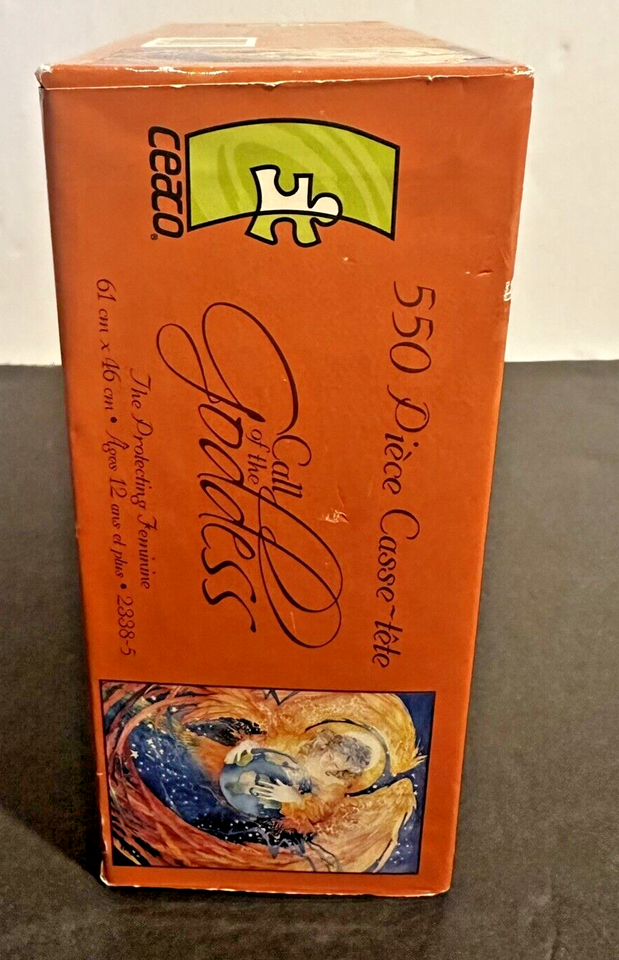 550 Pièce Casse-tête
ceaco®
Call
of the
Goddess
The Protecting Feminine
61 cm x 46 cm • Âges 12 ans et plus • 2338-5